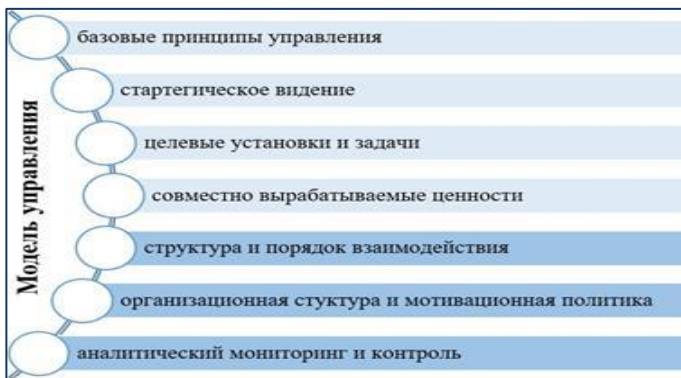 Модель управления
базовые принципы управления
стартегическое видение
целевые установки и задачи
совместно вырабатываемые ценности
структура и порядок взаимодействия
организационная стуктура и мотивационная политика
аналитический мониторинг и контроль